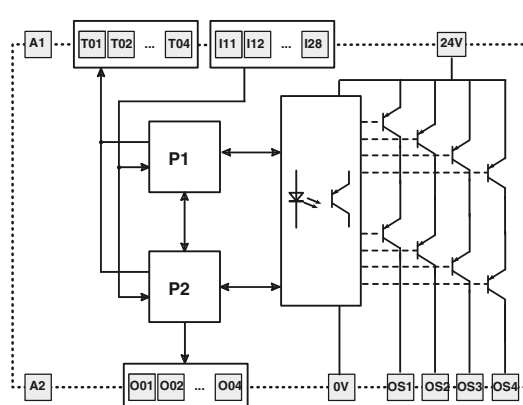 A1 T01 T02 ... T04 I11 I12 ... I28 24V
P1
P2
A2 O01 O02 ... O04 0V OS1 OS2 OS3 OS4